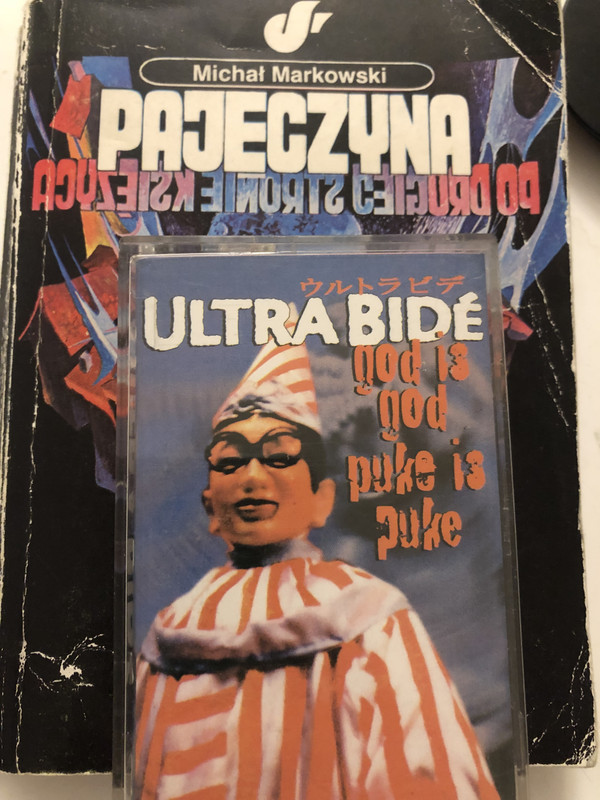 Michał Markowski
PAJECZYNA
PO DRUGIEJ STRONIE KSIĘŻYCA
ウルトラビデ
ULTRA BIDÉ
god is
god
puke is
puke